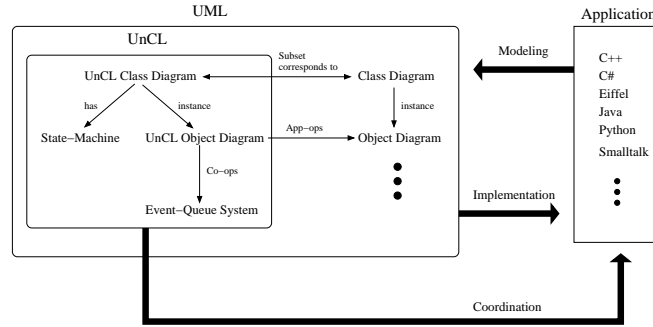 UML
Application
UnCL
Modeling
Subset
corresponds to
UnCL Class Diagram
Class Diagram
has
instance
instance
State−Machine
UnCL Object Diagram
App−ops
Object Diagram
Co−ops
Event−Queue System
C++
C#
Eiffel
Java
Python
Smalltalk
Implementation
Coordination